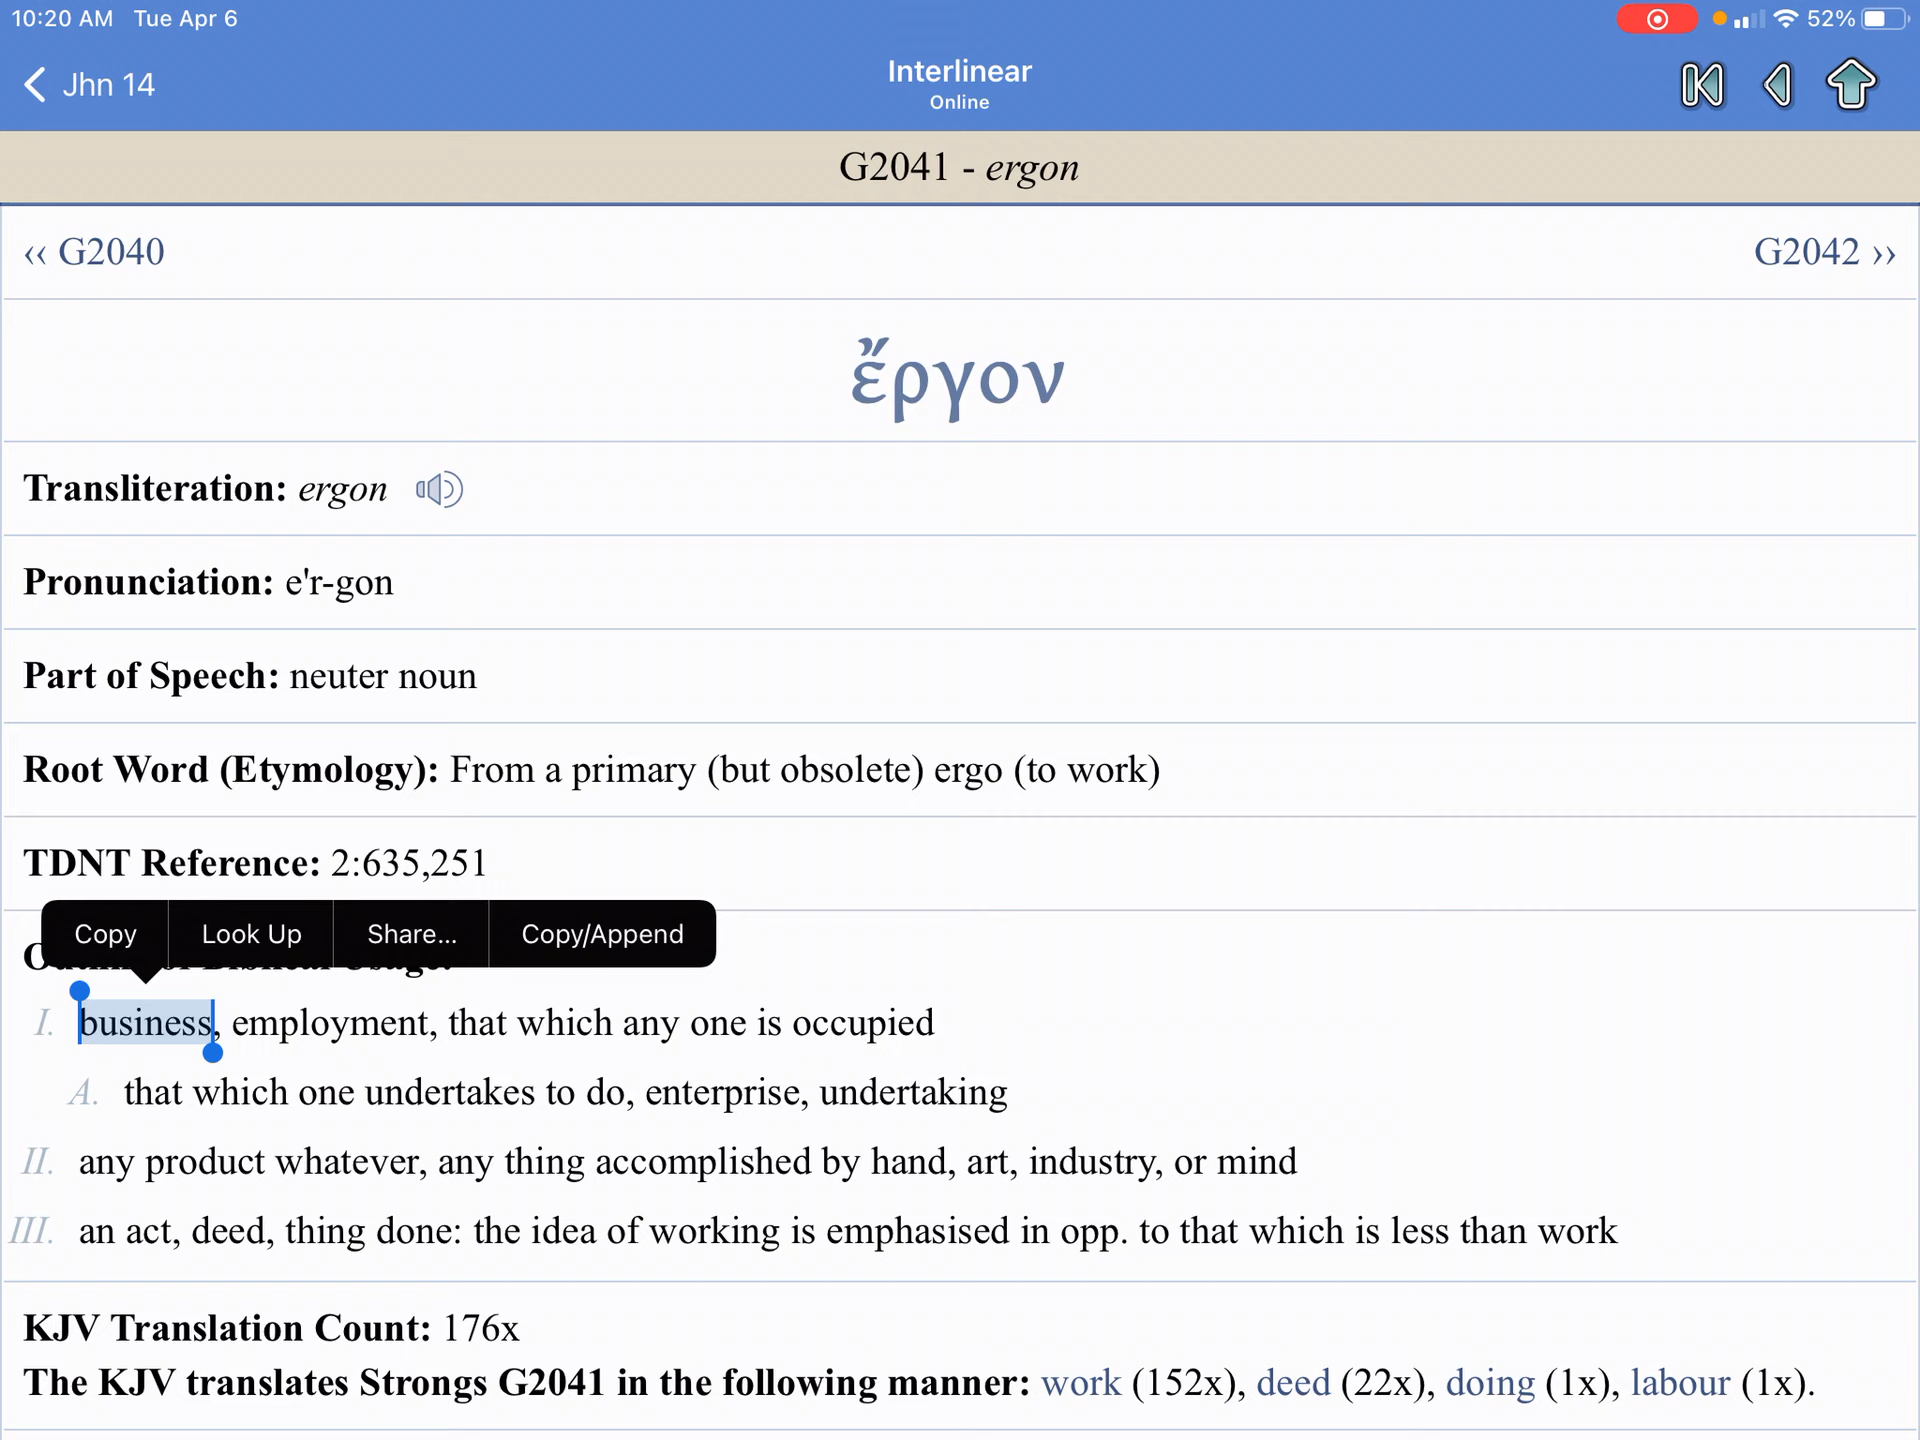 10:20 AM Tue Apr 6 52%
Jhn 14
Interlinear
Online
G2041 - ergon
‹‹ G2040 G2042 ››
ἔργον
Transliteration: ergon
Pronunciation: e'r-gon
Part of Speech: neuter noun
Root Word (Etymology): From a primary (but obsolete) ergo (to work)
TDNT Reference: 2:635,251
Copy Look Up Share... Copy/Append
Outline of Biblical Usage:
I. business, employment, that which any one is occupied
A. that which one undertakes to do, enterprise, undertaking
II. any product whatever, any thing accomplished by hand, art, industry, or mind
III. an act, deed, thing done: the idea of working is emphasised in opp. to that which is less than work
KJV Translation Count: 176x
The KJV translates Strongs G2041 in the following manner: work (152x), deed (22x), doing (1x), labour (1x).